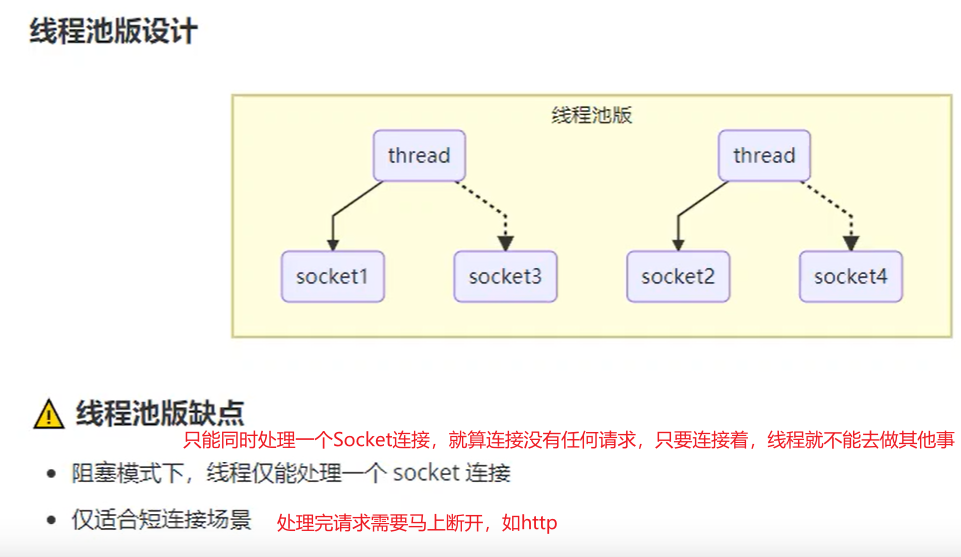 线程池版设计
线程池版
thread
thread
socket1
socket3
socket2
socket4
线程池版缺点
只能同时处理一个Socket连接，就算连接没有任何请求，只要连接着，线程就不能去做其他事
阻塞模式下，线程仅能处理一个 socket 连接
仅适合短连接场景
处理完请求需要马上断开，如http